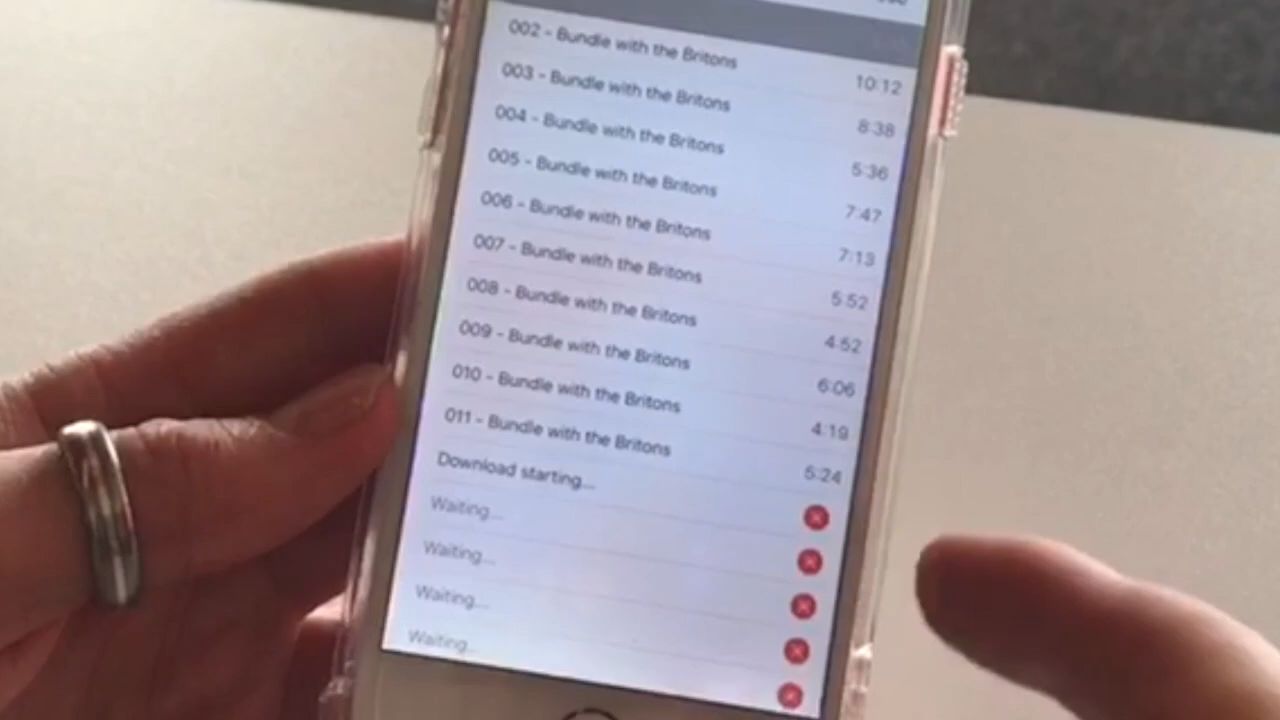 002 - Bundle with the Britons 10:12
003 - Bundle with the Britons 8:38
004 - Bundle with the Britons 5:36
005 - Bundle with the Britons 7:47
006 - Bundle with the Britons 7:13
007 - Bundle with the Britons 5:52
008 - Bundle with the Britons 4:52
009 - Bundle with the Britons 6:06
010 - Bundle with the Britons 4:19
011 - Bundle with the Britons 5:24
Download starting...
Waiting...
Waiting...
Waiting...
Waiting...